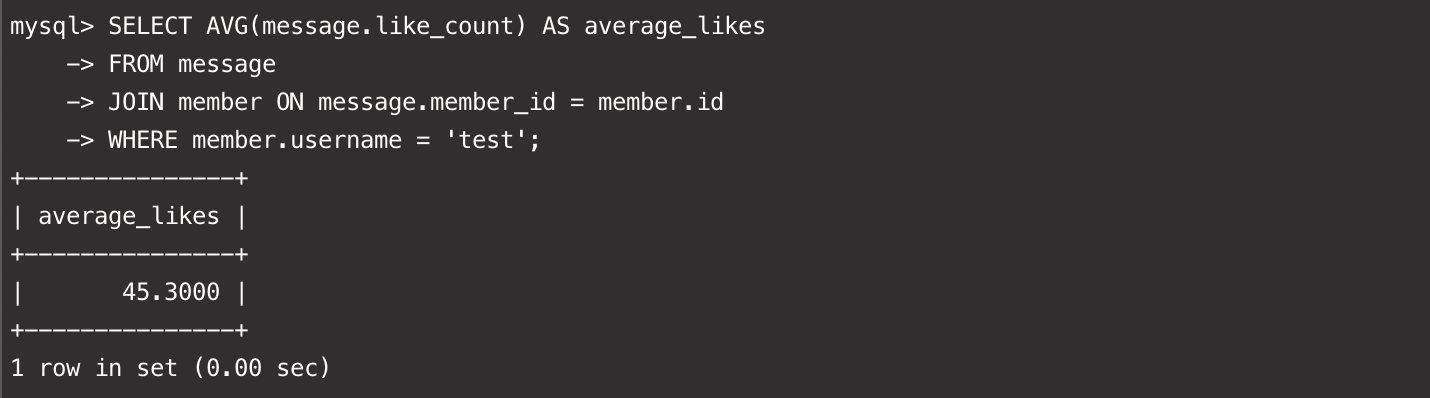 mysql> SELECT AVG(message.like_count) AS average_likes
    -> FROM message
    -> JOIN member ON message.member_id = member.id
    -> WHERE member.username = 'test';
+---------------+
| average_likes |
+---------------+
|       45.3000 |
+---------------+
1 row in set (0.00 sec)